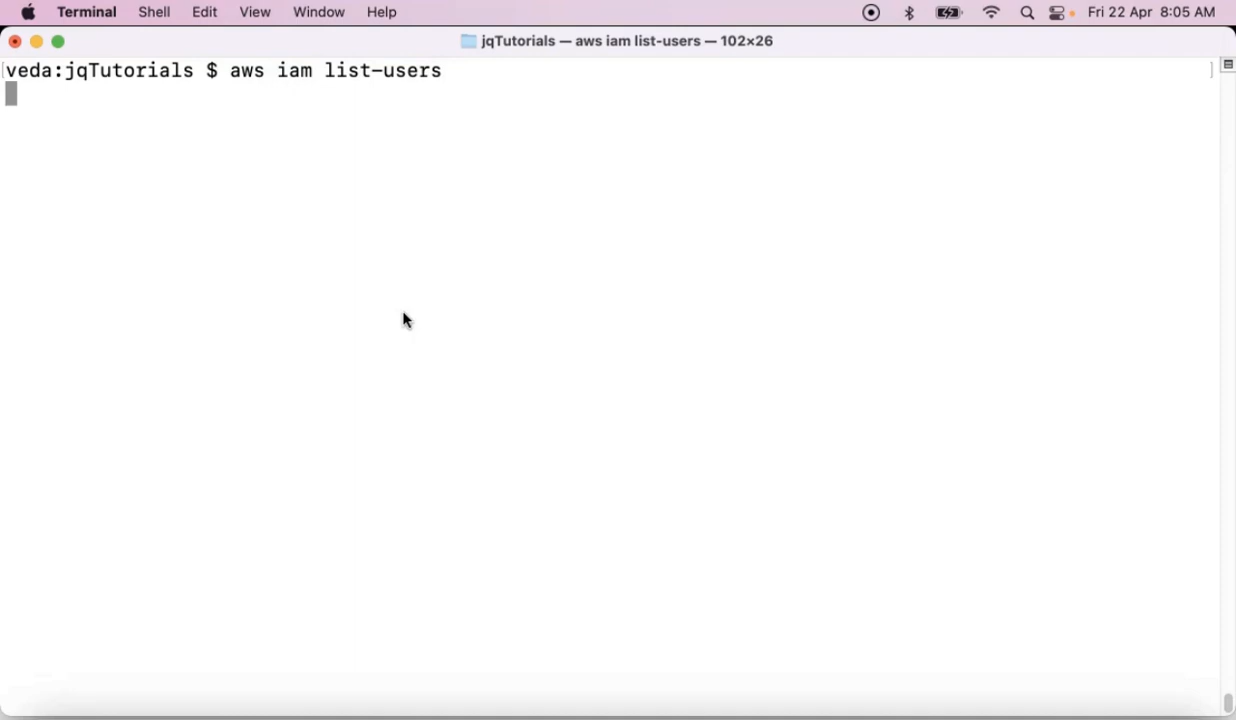 Terminal Shell Edit View Window Help Fri 22 Apr 8:05 AM
jqTutorials — aws iam list-users — 102×26
[veda:jqTutorials $ aws iam list-users ]